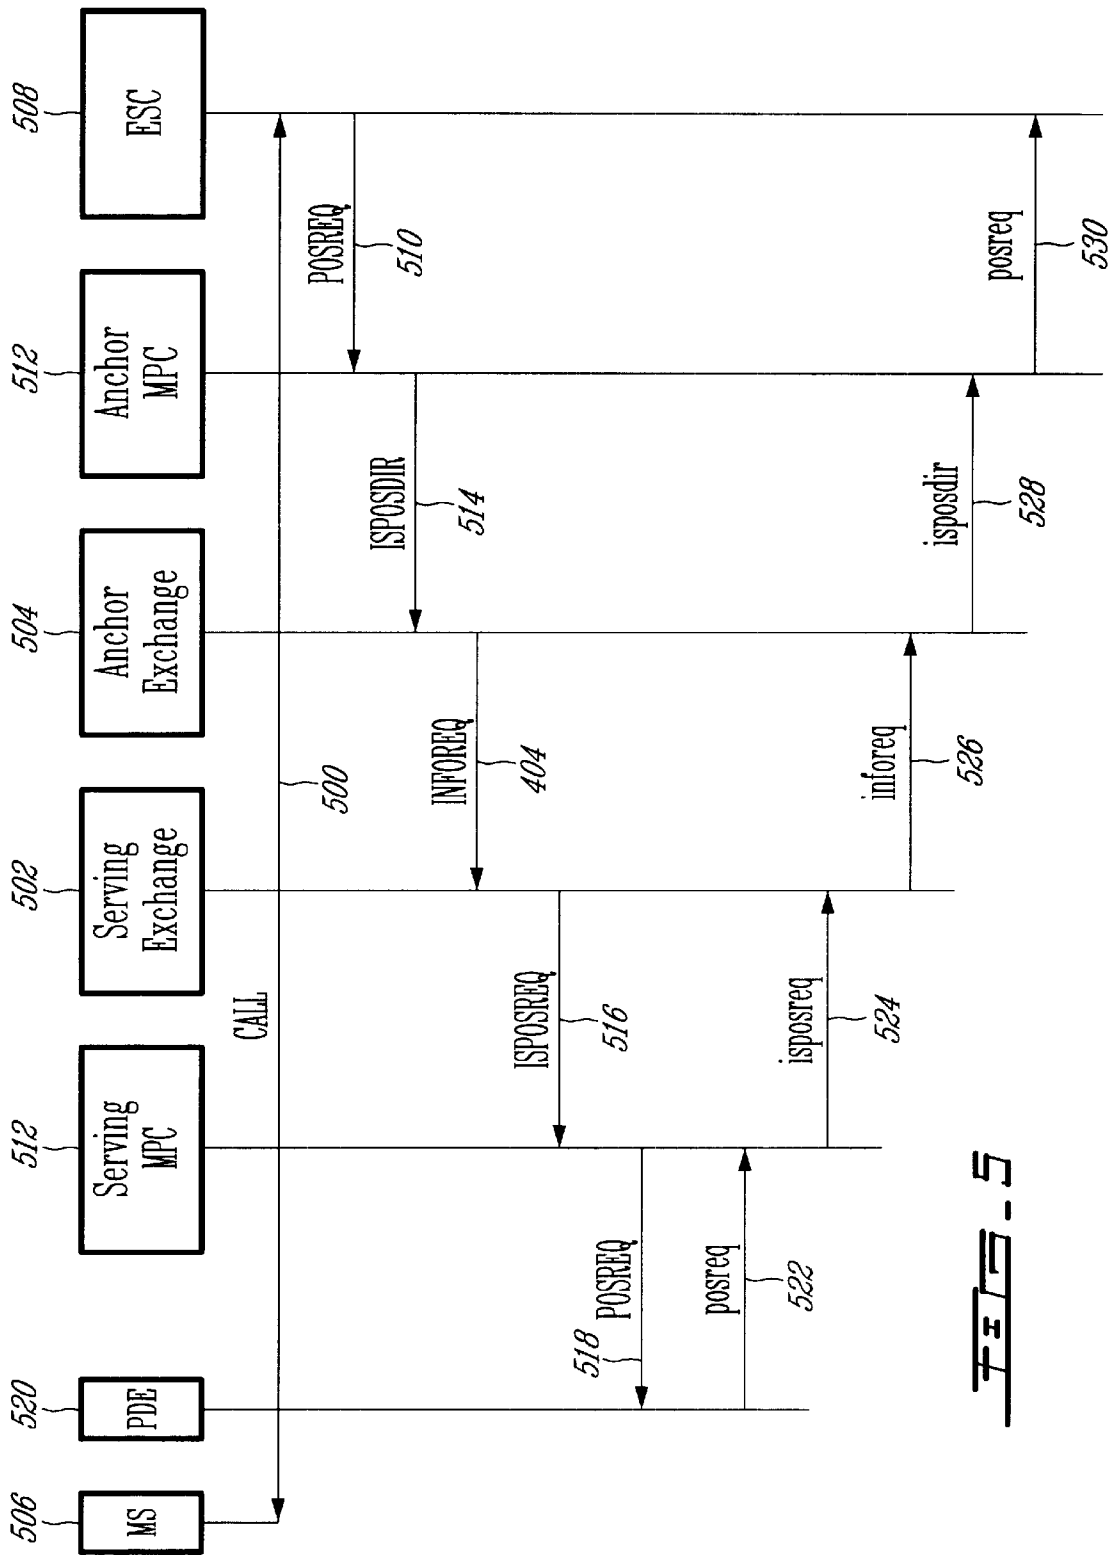 506
520
512
502
504
512
508
MS
PDE
Serving
MPC
Serving
Exchange
Anchor
Exchange
Anchor
MPC
ESC
CALL
500
POSREQ
510
ISPOSDIR
514
INFOREQ
404
ISPOSREQ
516
POSREQ
518
posreq
522
isposreq
524
inforeq
526
isposdir
528
posreq
530
FIG. 5